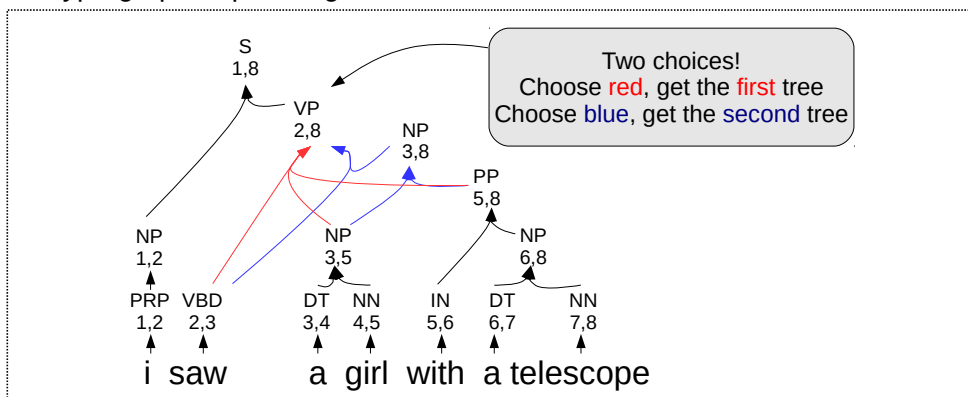 S
1,8
Two choices!
Choose red, get the first tree
Choose blue, get the second tree
VP
2,8
NP
3,8
PP
5,8
NP
1,2
NP
3,5
NP
6,8
PRP VBD DT NN IN DT NN
1,2 2,3 3,4 4,5 5,6 6,7 7,8
i saw a girl with a telescope